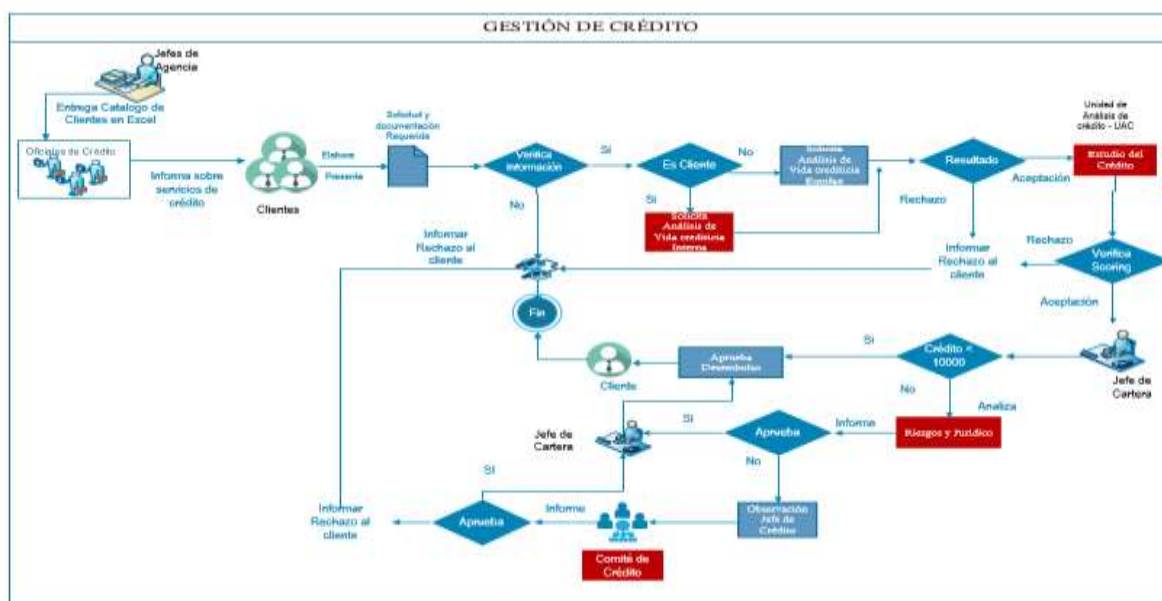 GESTIÓN DE CRÉDITO
Jefes de
Agencia
Entrega Catalogo de
Clientes en Excel
Oficiales de Crédito
Informa sobre
servicios de
crédito
Clientes
Elabora
Presenta
Solicitud y
documentación
Requerida
Verifica
Información
Si
No
Es Cliente
No
Si
Solicita
Análisis de
Vida crediticia
Solicita
Análisis de
Vida crediticia
Interna
Resultado
Aceptación
Rechazo
Unidad de
Análisis de
crédito - UAC
Estudio del
Crédito
Informar
Rechazo al
cliente
Informar
Rechazo al
cliente
Rechazo
Verifica
Scoring
Aceptación
Fin
Cliente
Aprueba
Desembolso
Si
Crédito <
10000
Jefe de
Cartera
No
Analiza
Riesgos y Jurídico
Informe
Aprueba
Si
Jefe de
Cartera
No
Observación
Jefe de
Crédito
Informe
Comité de
Crédito
Aprueba
SI
Informar
Rechazo al
cliente